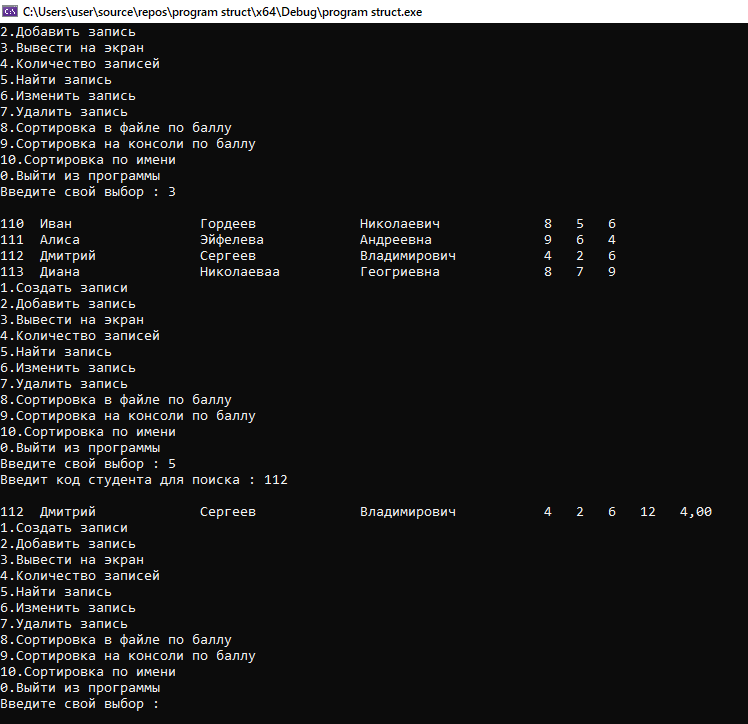 C:\Users\user\source\repos\program struct\x64\Debug\program struct.exe
2.Добавить запись
3.Вывести на экран
4.Количество записей
5.Найти запись
6.Изменить запись
7.Удалить запись
8.Сортировка в файле по баллу
9.Сортировка на консоли по баллу
10.Сортировка по имени
0.Выйти из программы
Введите свой выбор : 3
110 Иван Гордеев Николаевич 8 5 6
111 Алиса Эйфелева Андреевна 9 6 4
112 Дмитрий Сергеев Владимирович 4 2 6
113 Диана Николаеваа Геогриевна 8 7 9
1.Создать записи
2.Добавить запись
3.Вывести на экран
4.Количество записей
5.Найти запись
6.Изменить запись
7.Удалить запись
8.Сортировка в файле по баллу
9.Сортировка на консоли по баллу
10.Сортировка по имени
0.Выйти из программы
Введите свой выбор : 5
Введит код студента для поиска : 112
112 Дмитрий Сергеев Владимирович 4 2 6 12 4,00
1.Создать записи
2.Добавить запись
3.Вывести на экран
4.Количество записей
5.Найти запись
6.Изменить запись
7.Удалить запись
8.Сортировка в файле по баллу
9.Сортировка на консоли по баллу
10.Сортировка по имени
0.Выйти из программы
Введите свой выбор :